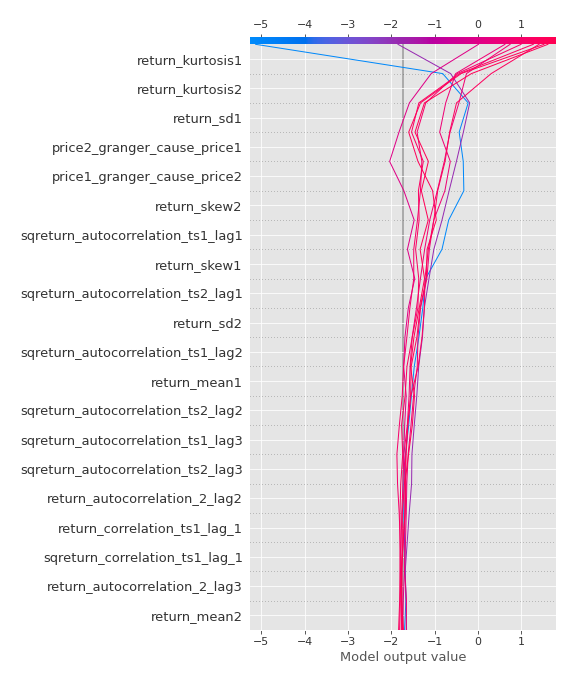 −5 −4 −3 −2 −1 0 1
return_kurtosis1
return_kurtosis2
return_sd1
price2_granger_cause_price1
price1_granger_cause_price2
return_skew2
sqreturn_autocorrelation_ts1_lag1
return_skew1
sqreturn_autocorrelation_ts2_lag1
return_sd2
sqreturn_autocorrelation_ts1_lag2
return_mean1
sqreturn_autocorrelation_ts2_lag2
sqreturn_autocorrelation_ts1_lag3
sqreturn_autocorrelation_ts2_lag3
return_autocorrelation_2_lag2
return_correlation_ts1_lag_1
sqreturn_correlation_ts1_lag_1
return_autocorrelation_2_lag3
return_mean2
−5 −4 −3 −2 −1 0 1
Model output value